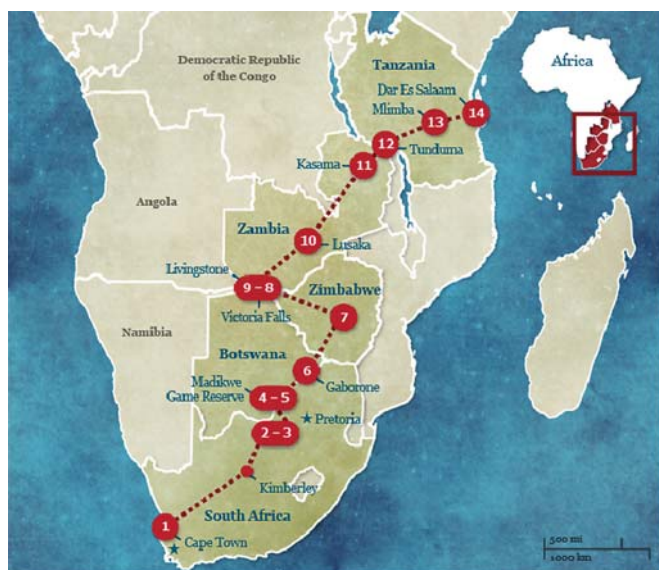 Democratic Republic
of the Congo
Tanzania
Africa
Dar Es Salaam
Mlimba
14
13
12
Tunduma
Kasama
11
Angola
Zambia
10
Lusaka
Livingstone
9 – 8
Zimbabwe
Victoria Falls
7
Namibia
Botswana
6
Madikwe
Game Reserve
4 – 5
Gaborone
Pretoria
2 – 3
Kimberley
South Africa
1
Cape Town
500 mi
1000 km